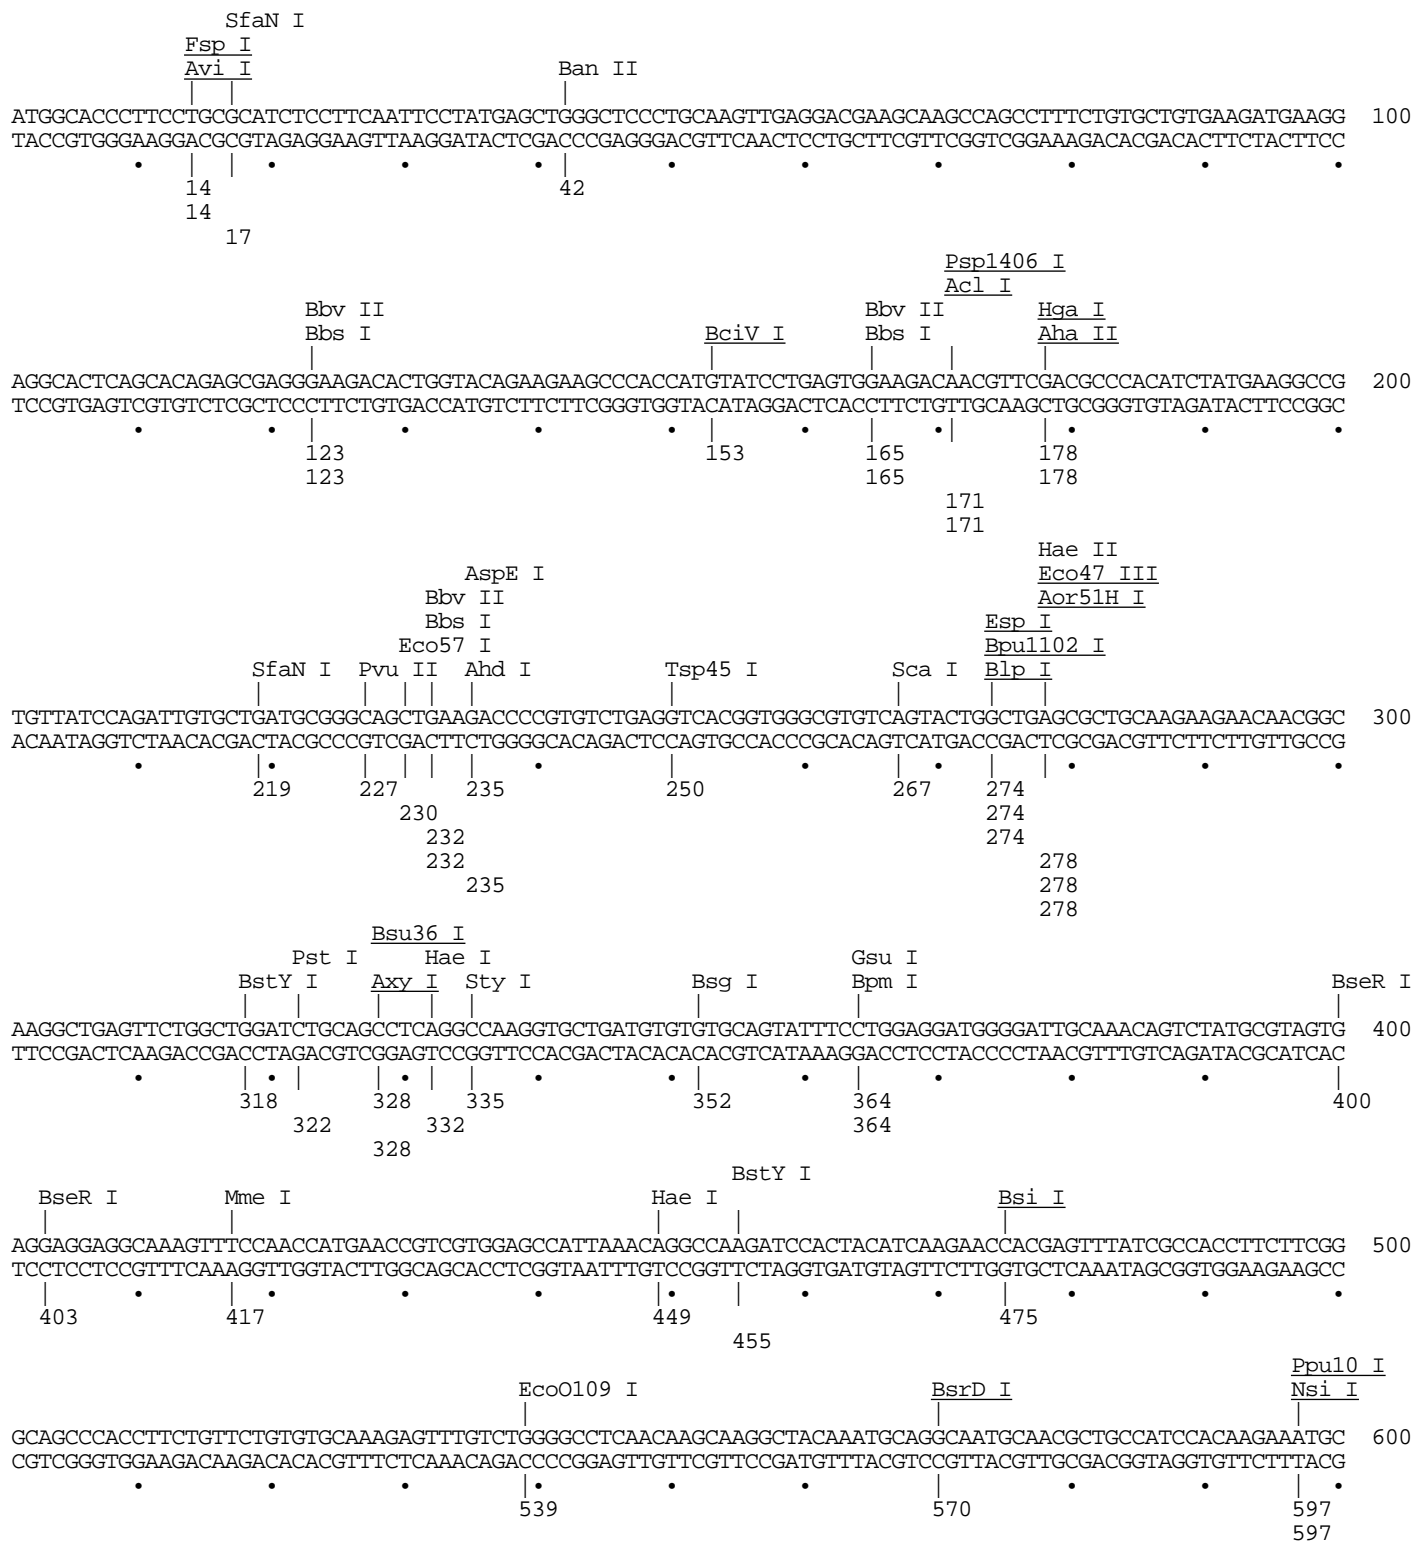 SfaN I
Fsp I
Avi I Ban II
ATGGCACCCTTCCTGCGCATCTCCTTCAATTCCTATGAGCTGGGCTCCCTGCAAGTTGAGGACGAAGCAAGCCAGCCTTTCTGTGCTGTGAAGATGAAGG 100
TACCGTGGGAAGGACGCGTAGAGGAAGTTAAGGATACTCGACCCGAGGGACGTTCAACTCCTGCTTCGTTCGGTCGGAAAGACACGACACTTCTACTTCC
14 42
14
17
Psp1406 I
Acl I
Bbv II Bbv II Hga I
Bbs I BciV I Bbs I Aha II
AGGCACTCAGCACAGAGCGAGGGAAGACACTGGTACAGAAGAAGCCCACCATGTATCCTGAGTGGAAGACAACGTTCGACGCCCACATCTATGAAGGCCG 200
TCCGTGAGTCGTGTCTCGCTCCCTTCTGTGACCATGTCTTCTTCGGGTGGTACATAGGACTCACCTTCTGTTGCAAGCTGCGGGTGTAGATACTTCCGGC
123 153 165 178
123 165 178
171
171
Hae II
AspE I Eco47 III
Bbv II Aor51H I
Bbs I Esp I
Eco57 I Bpu1102 I
SfaN I Pvu II Ahd I Tsp45 I Sca I Blp I
TGTTATCCAGATTGTGCTGATGCGGGCAGCTGAAGACCCCGTGTCTGAGGTCACGGTGGGCGTGTCAGTACTGGCTGAGCGCTGCAAGAAGAACAACGGC 300
ACAATAGGTCTAACACGACTACGCCCGTCGACTTCTGGGGCACAGACTCCAGTGCCACCCGCACAGTCATGACCGACTCGCGACGTTCTTCTTGTTGCCG
219 227 235 250 267 274
230 274
232 274
232 278
235 278
278
Bsu36 I
Pst I Hae I Gsu I
BstY I Axy I Sty I Bsg I Bpm I BseR I
AAGGCTGAGTTCTGGCTGGATCTGCAGCCTCAGGCCAAGGTGCTGATGTGTGTGCAGTATTTCCTGGAGGATGGGGATTGCAAACAGTCTATGCGTAGTG 400
TTCCGACTCAAGACCGACCTAGACGTCGGAGTCCGGTTCCACGACTACACACACGTCATAAAGGACCTCCTACCCCTAACGTTTGTCAGATACGCATCAC
318 328 335 352 364 400
322 332 364
328
BstY I
BseR I Mme I Hae I Bsi I
AGGAGGAGGCAAAGTTTCCAACCATGAACCGTCGTGGAGCCATTAAACAGGCCAAGATCCACTACATCAAGAACCACGAGTTTATCGCCACCTTCTTCGG 500
TCCTCCTCCGTTTCAAAGGTTGGTACTTGGCAGCACCTCGGTAATTTGTCCGGTTCTAGGTGATGTAGTTCTTGGTGCTCAAATAGCGGTGGAAGAAGCC
403 417 449 475
455
Ppu10 I
EcoO109 I BsrD I Nsi I
GCAGCCCACCTTCTGTTCTGTGTGCAAAGAGTTTGTCTGGGGCCTCAACAAGCAAGGCTACAAATGCAGGCAATGCAACGCTGCCATCCACAAGAAATGC 600
CGTCGGGTGGAAGACAAGACACACGTTTCTCAAACAGACCCCGGAGTTGTTCGTTCCGATGTTTACGTCCGTTACGTTGCGACGGTAGGTGTTCTTTACG
539 570 597
597